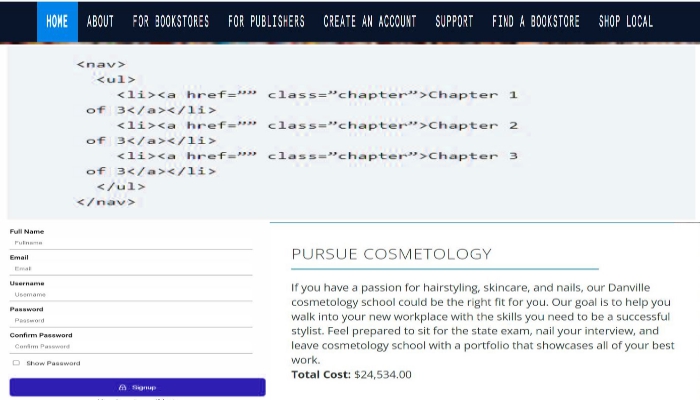 HOME ABOUT FOR BOOKSTORES FOR PUBLISHERS CREATE AN ACCOUNT SUPPORT FIND A BOOKSTORE SHOP LOCAL
<nav>
<ul>
<li><a href=”” class=”chapter”>Chapter 1
of 3</a></li>
<li><a href=”” class=”chapter”>Chapter 2
of 3</a></li>
<li><a href=”” class=”chapter”>Chapter 3
of 3</a></li>
</ul>
</nav>
Full Name
Fullname
Email
Email
Username
Username
Password
Password
Confirm Password
Confirm Password
Show Password
Signup
PURSUE COSMETOLOGY
If you have a passion for hairstyling, skincare, and nails, our Danville
cosmetology school could be the right fit for you. Our goal is to help you
walk into your new workplace with the skills you need to be a successful
stylist. Feel prepared to sit for the state exam, nail your interview, and
leave cosmetology school with a portfolio that showcases all of your best
work.
Total Cost: $24,534.00